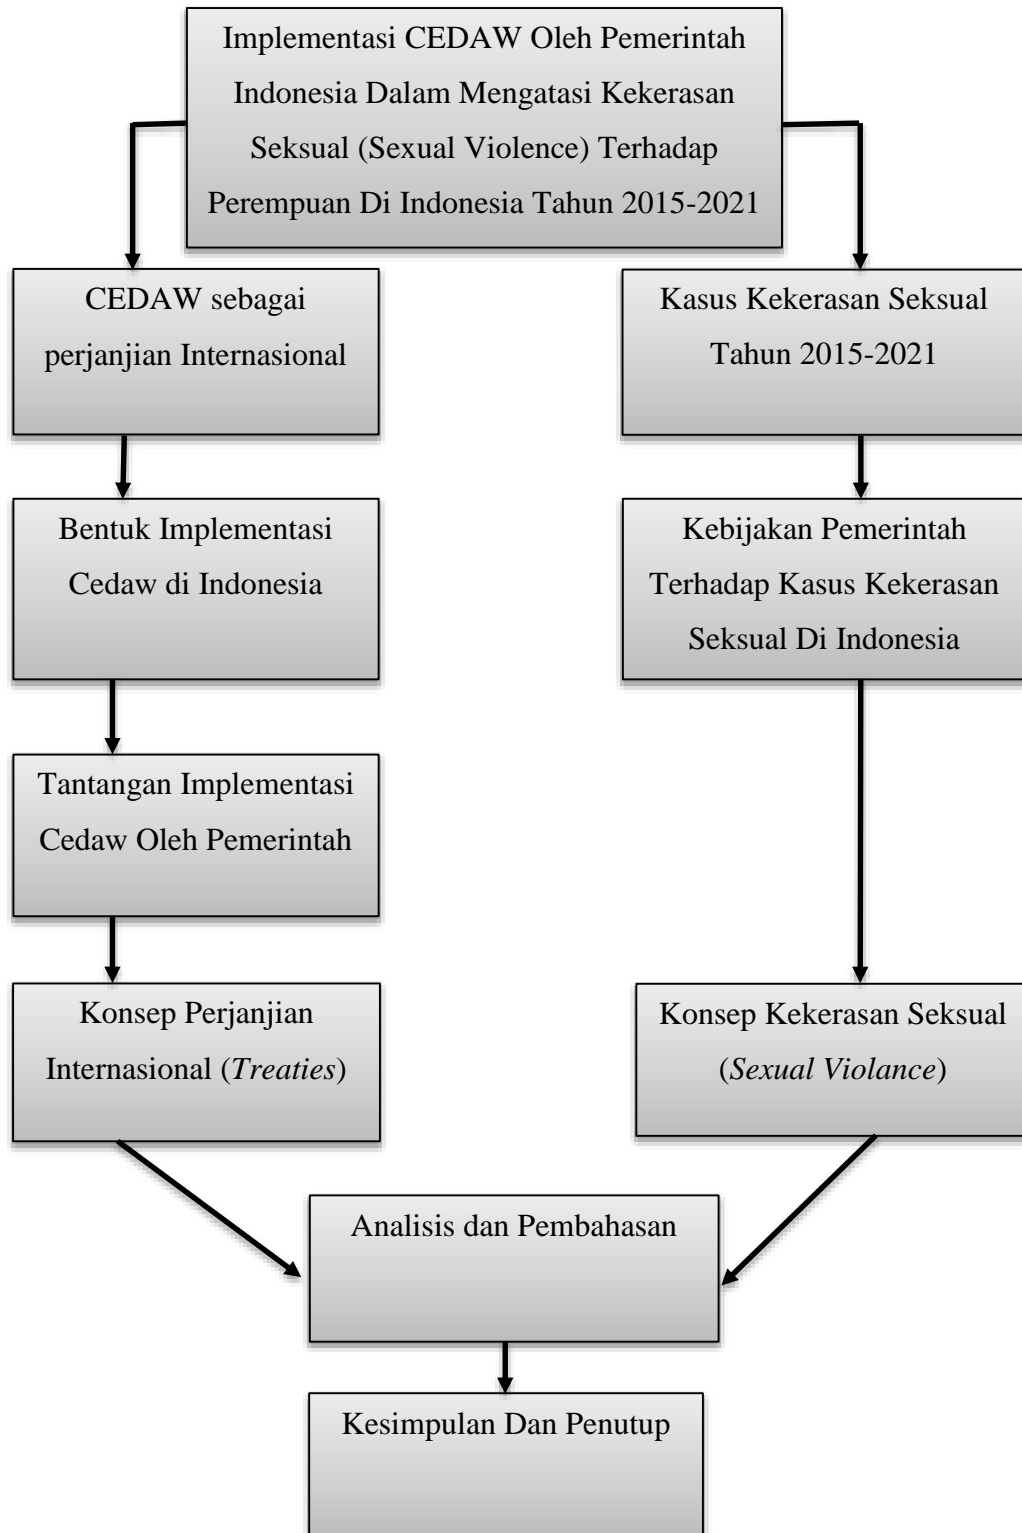 Implementasi CEDAW Oleh Pemerintah
Indonesia Dalam Mengatasi Kekerasan
Seksual (Sexual Violence) Terhadap
Perempuan Di Indonesia Tahun 2015-2021
CEDAW sebagai
perjanjian Internasional
Kasus Kekerasan Seksual
Tahun 2015-2021
Bentuk Implementasi
Cedaw di Indonesia
Kebijakan Pemerintah
Terhadap Kasus Kekerasan
Seksual Di Indonesia
Tantangan Implementasi
Cedaw Oleh Pemerintah
Konsep Perjanjian
Internasional (Treaties)
Konsep Kekerasan Seksual
(Sexual Violance)
Analisis dan Pembahasan
Kesimpulan Dan Penutup